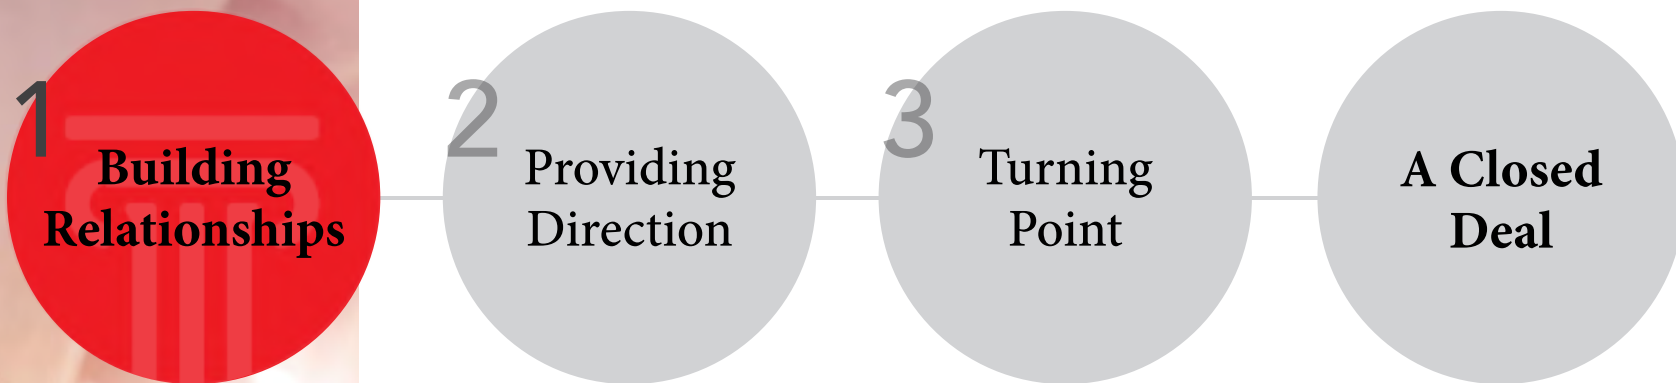 1
Building
Relationships
2
Providing
Direction
3
Turning
Point
A Closed
Deal